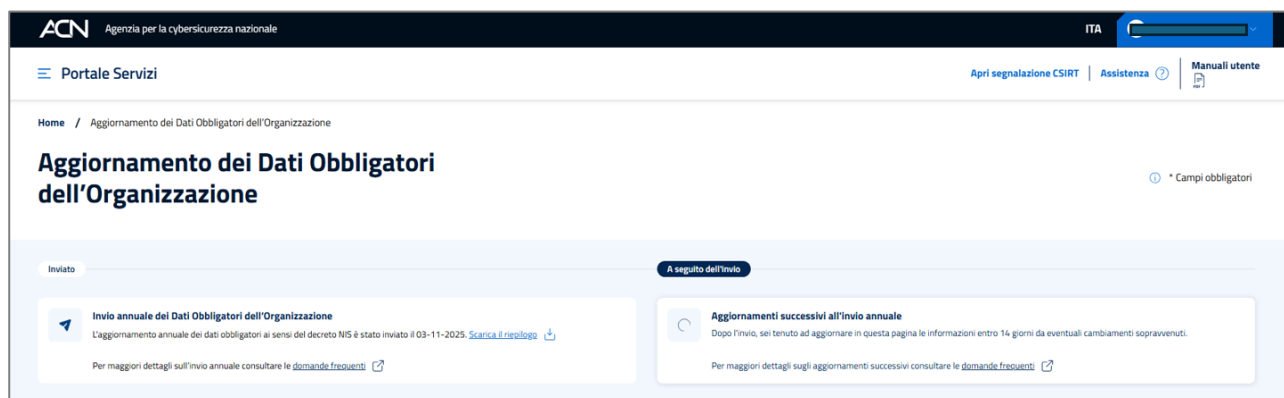 ACN Agenzia per la cybersicurezza nazionale ITA
Portale Servizi Apri segnalazione CSIRT Assistenza Manuali utente
PDF
Home / Aggiornamento dei Dati Obbligatori dell'Organizzazione
Aggiornamento dei Dati Obbligatori
dell'Organizzazione
* Campi obbligatori
Inviato
Invio annuale dei Dati Obbligatori dell'Organizzazione
L'aggiornamento annuale dei dati obbligatori ai sensi del decreto NIS è stato inviato il 03-11-2025. Scarica il riepilogo
Per maggiori dettagli sull'invio annuale consultare le domande frequenti
A seguito dell'invio
Aggiornamenti successivi all'invio annuale
Dopo l'invio, sei tenuto ad aggiornare in questa pagina le informazioni entro 14 giorni da eventuali cambiamenti sopravvenuti.
Per maggiori dettagli sugli aggiornamenti successivi consultare le domande frequenti